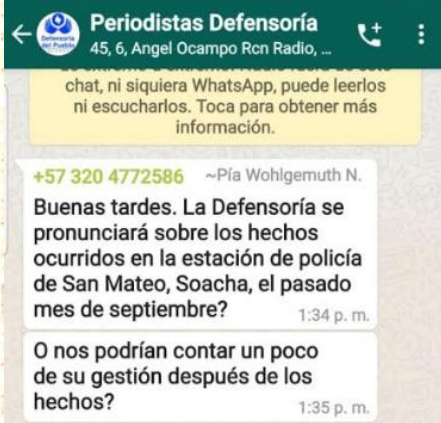 Periodistas Defensoría
45, 6, Angel Ocampo Rcn Radio, ...
Defensoría
del Pueblo
chat, ni siquiera WhatsApp, puede leerlos
ni escucharlos. Toca para obtener más
información.
+57 320 4772586 ~Pía Wohlgemuth N.
Buenas tardes. La Defensoría se
pronunciará sobre los hechos
ocurridos en la estación de policía
de San Mateo, Soacha, el pasado
mes de septiembre?
1:34 p. m.
O nos podrían contar un poco
de su gestión después de los
hechos?
1:35 p. m.